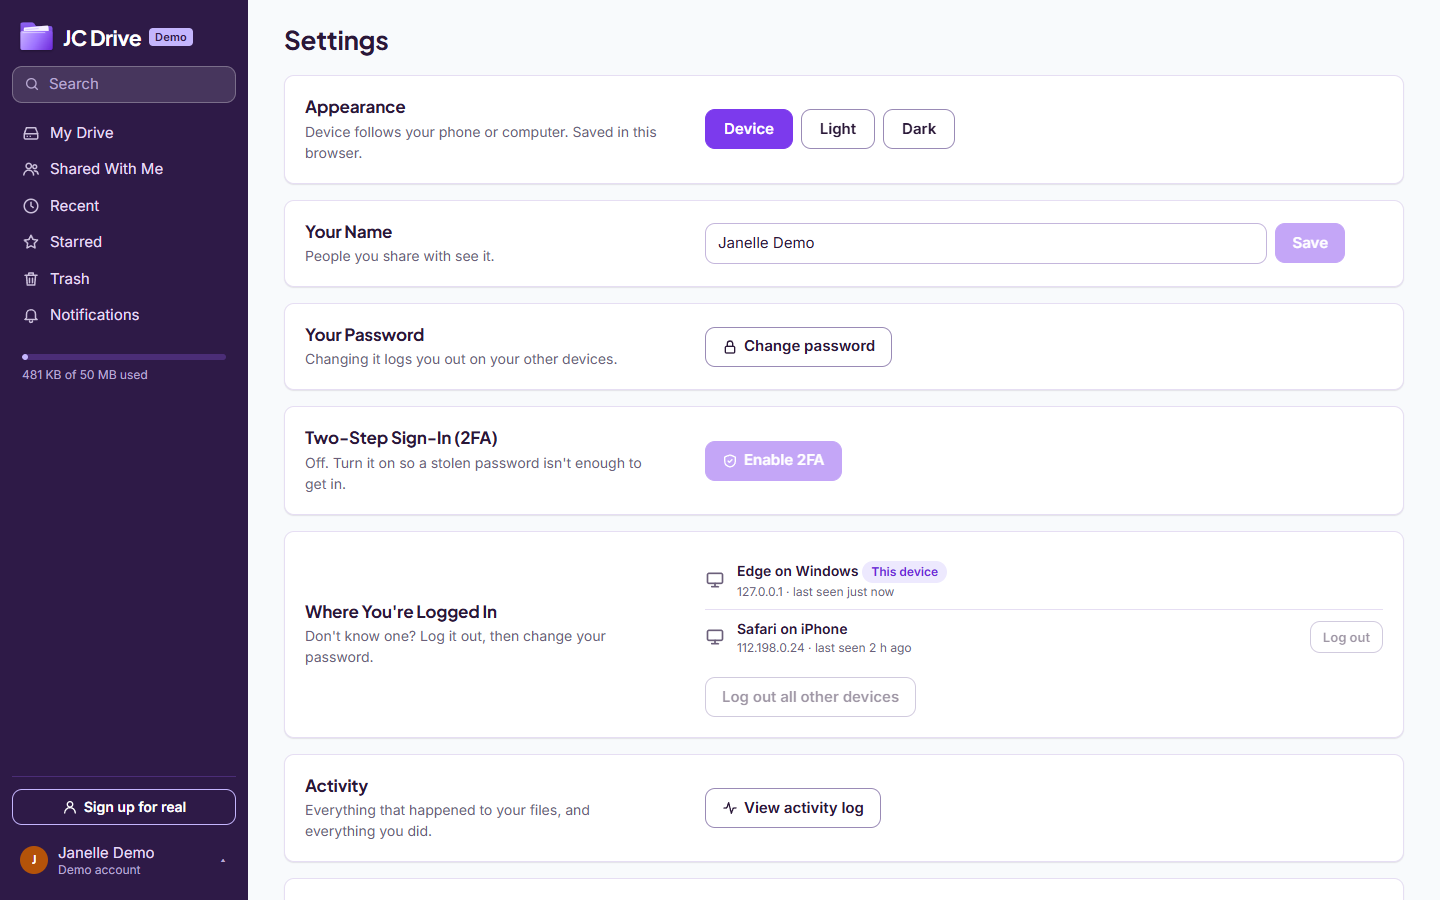 JC Drive Demo
Search
My Drive
Shared With Me
Recent
Starred
Trash
Notifications
481 KB of 50 MB used
Sign up for real
J
Janelle Demo
Demo account
Settings
Appearance
Device follows your phone or computer. Saved in this
browser.
Device Light Dark
Your Name
People you share with see it.
Janelle Demo Save
Your Password
Changing it logs you out on your other devices.
Change password
Two-Step Sign-In (2FA)
Off. Turn it on so a stolen password isn't enough to
get in.
Enable 2FA
Where You're Logged In
Don't know one? Log it out, then change your
password.
Edge on Windows This device
127.0.0.1 · last seen just now
Safari on iPhone
112.198.0.24 · last seen 2 h ago
Log out
Log out all other devices
Activity
Everything that happened to your files, and
everything you did.
View activity log